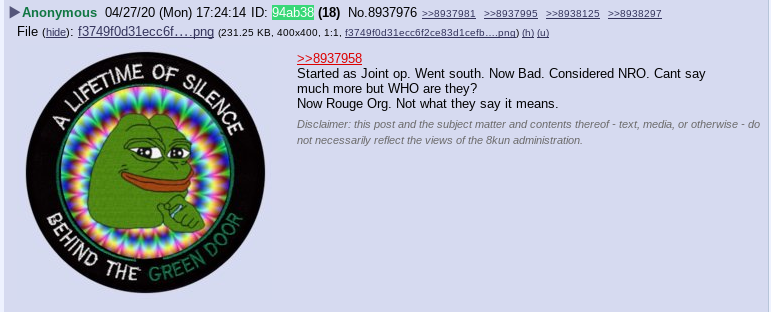 ▶Anonymous 04/27/20 (Mon) 17:24:14 ID: 94ab38 (18) No.8937976 >>8937981 >>8937995 >>8938125 >>8938297
File (hide): f3749f0d31ecc6f….png (231.25 KB, 400x400, 1:1, f3749f0d31ecc6f2ce83d1cefb….png) (h) (u)
A LIFETIME OF SILENCE
BEHIND THE GREEN DOOR
>>8937958
Started as Joint op. Went south. Now Bad. Considered NRO. Cant say
much more but WHO are they?
Now Rouge Org. Not what they say it means.
Disclaimer: this post and the subject matter and contents thereof - text, media, or otherwise - do
not necessarily reflect the views of the 8kun administration.